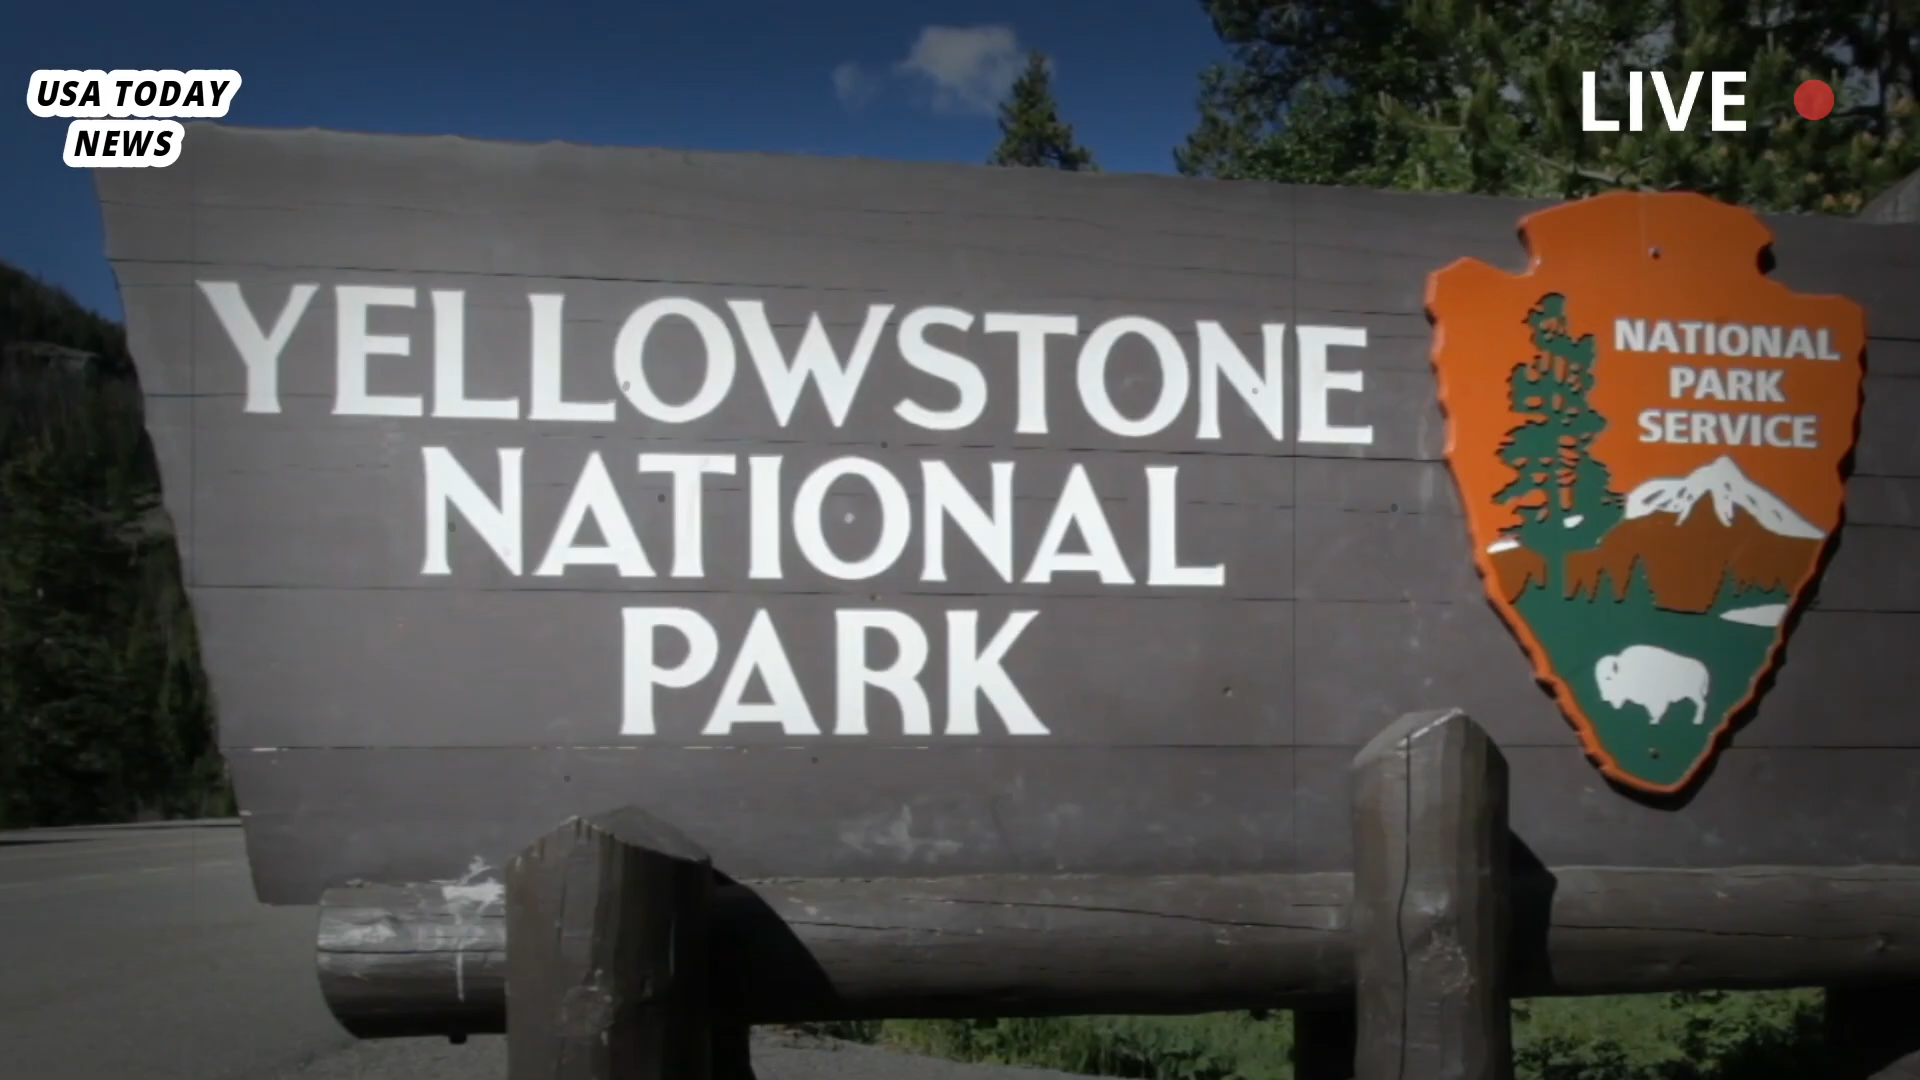 USA TODAY
NEWS
LIVE
YELLOWSTONE
NATIONAL
PARK
NATIONAL
PARK
SERVICE